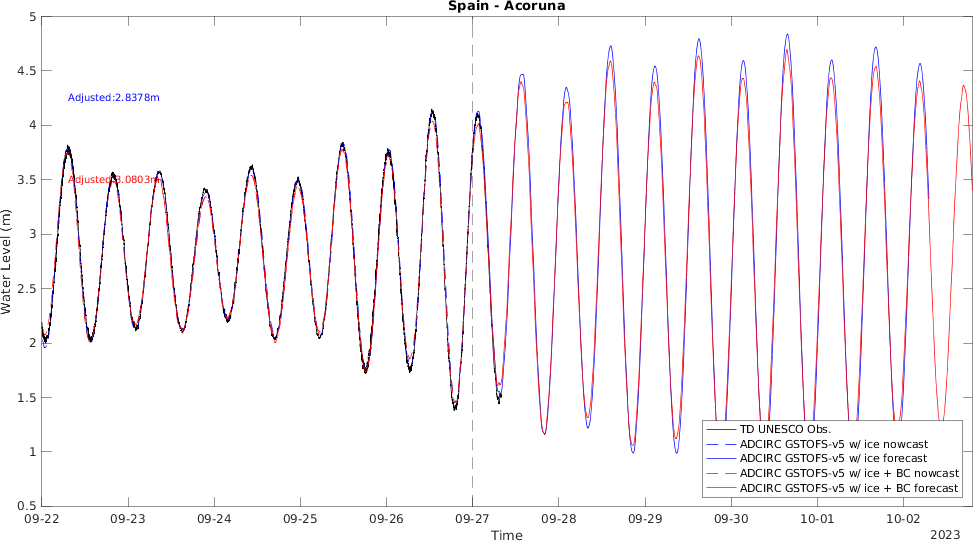 Spain - Acoruna
5
4.5
4
3.5
3
2.5
2
1.5
1
0.5
Water Level (m)
Adjusted:2.8378m
Adjusted:3.0803m
TD UNESCO Obs.
ADCIRC GSTOFS-v5 w/ ice nowcast
ADCIRC GSTOFS-v5 w/ ice forecast
ADCIRC GSTOFS-v5 w/ ice + BC nowcast
ADCIRC GSTOFS-v5 w/ ice + BC forecast
09-22 09-23 09-24 09-25 09-26 09-27 09-28 09-29 09-30 10-01 10-02
Time
2023